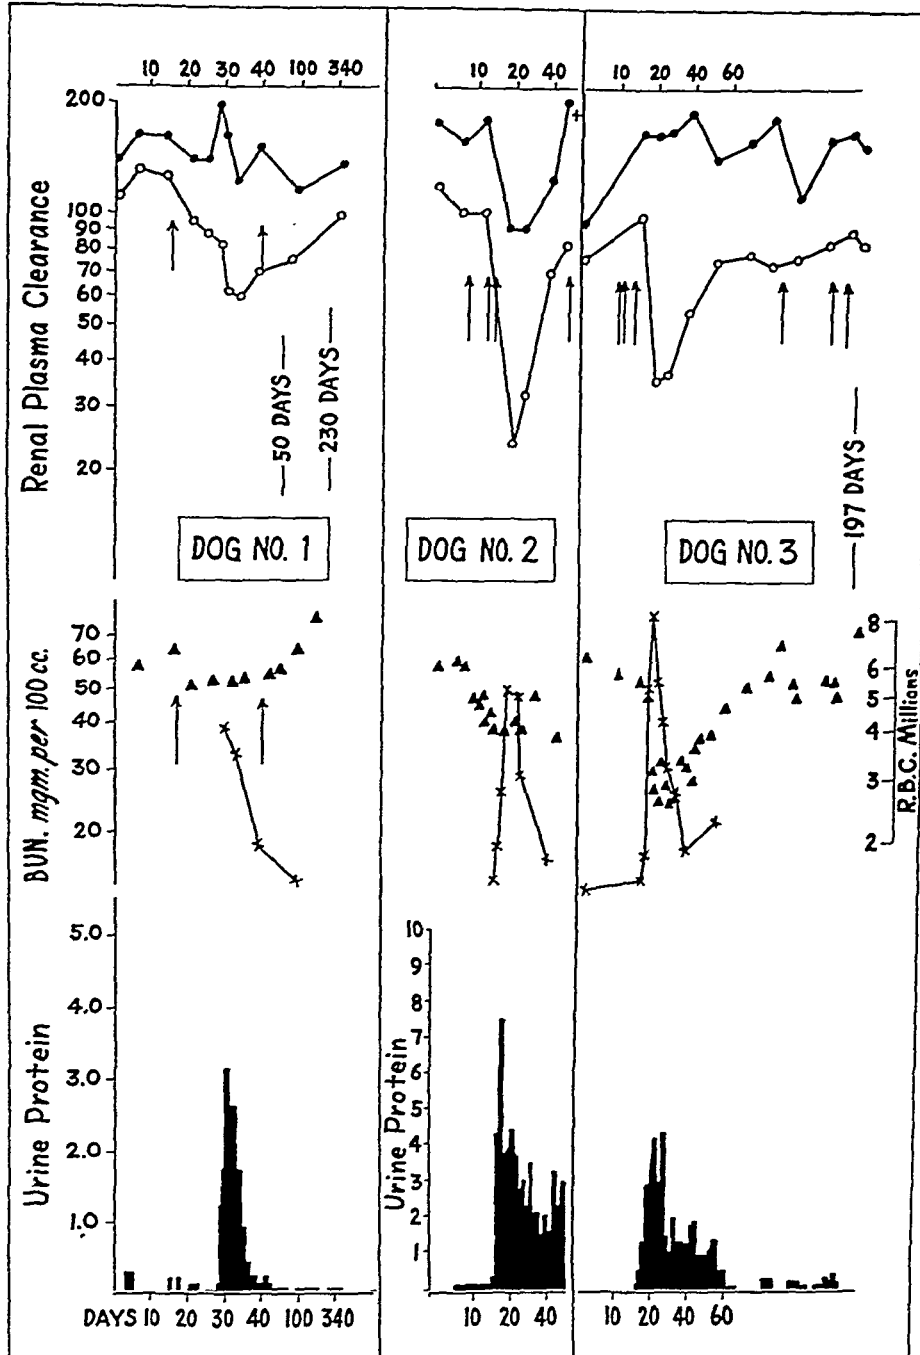 10 20 30 40 100 340
10 20 40
10 20 40 60
Renal Plasma Clearance
200
100
90
80
70
60
50
40
30
20
50 DAYS
230 DAYS
197 DAYS
DOG NO. 1
DOG NO. 2
DOG NO. 3
BUN. mgm. per 100 cc.
70
60
50
40
30
20
8
6
5
4
3
2
R.B.C. Millions
Urine Protein
5.0
4.0
3.0
2.0
1.0
Urine Protein
10
9
8
7
6
5
4
3
2
1
DAYS 10 20 30 40 100 340
20 40
20 40 60